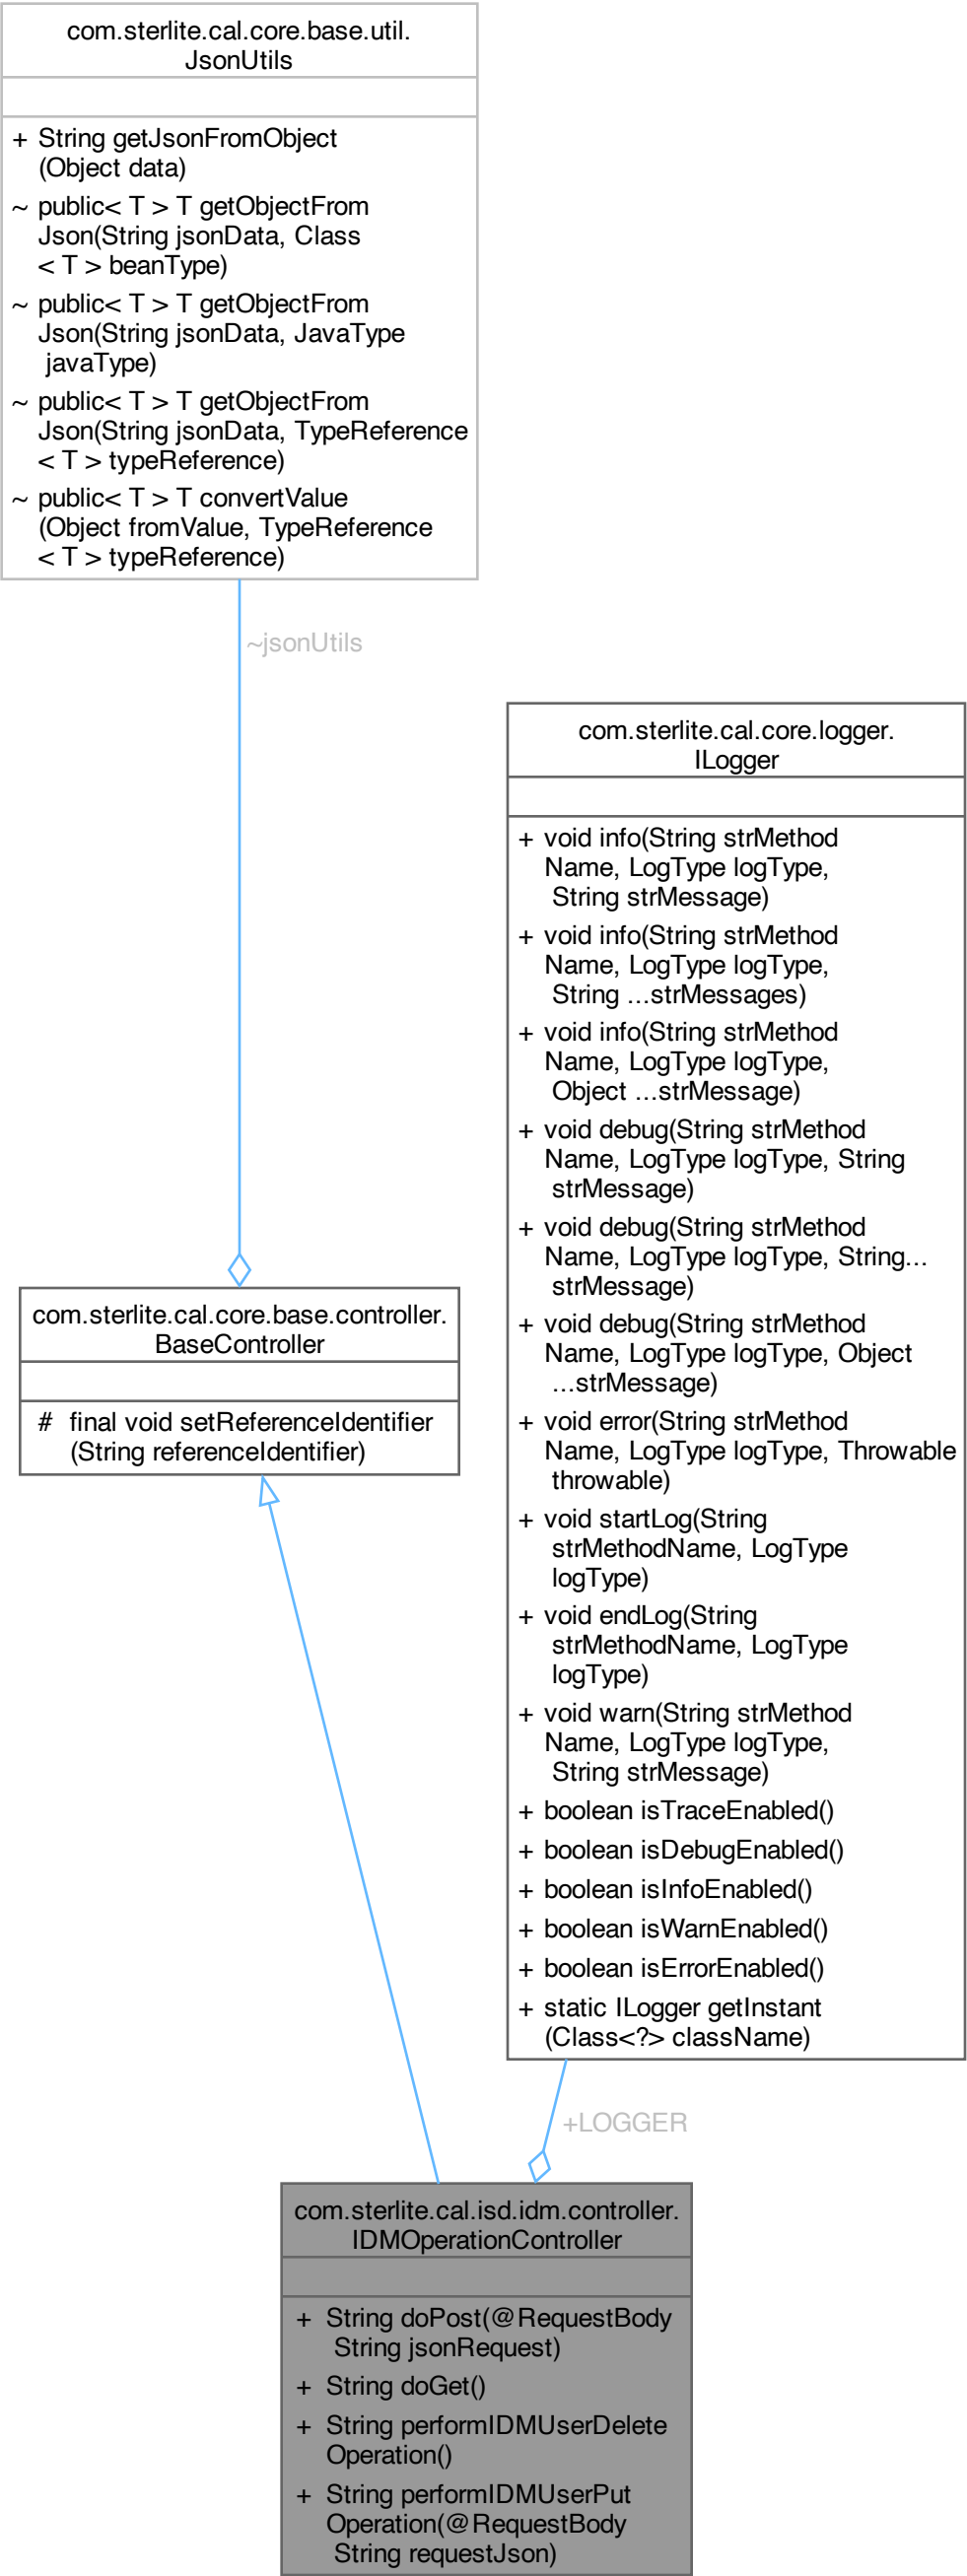 com.sterlite.cal.core.base.util.
JsonUtils
+ String getJsonFromObject
(Object data)
~ public< T > T getObjectFrom
Json(String jsonData, Class
< T > beanType)
~ public< T > T getObjectFrom
Json(String jsonData, JavaType
javaType)
~ public< T > T getObjectFrom
Json(String jsonData, TypeReference
< T > typeReference)
~ public< T > T convertValue
(Object fromValue, TypeReference
< T > typeReference)
~jsonUtils
com.sterlite.cal.core.logger.
ILogger
+ void info(String strMethod
Name, LogType logType,
String strMessage)
+ void info(String strMethod
Name, LogType logType,
String ...strMessages)
+ void info(String strMethod
Name, LogType logType,
Object ...strMessage)
+ void debug(String strMethod
Name, LogType logType, String
strMessage)
+ void debug(String strMethod
Name, LogType logType, String...
strMessage)
+ void debug(String strMethod
Name, LogType logType, Object
...strMessage)
+ void error(String strMethod
Name, LogType logType, Throwable
throwable)
+ void startLog(String
strMethodName, LogType
logType)
+ void endLog(String
strMethodName, LogType
logType)
+ void warn(String strMethod
Name, LogType logType,
String strMessage)
+ boolean isTraceEnabled()
+ boolean isDebugEnabled()
+ boolean isInfoEnabled()
+ boolean isWarnEnabled()
+ boolean isErrorEnabled()
+ static ILogger getInstant
(Class<?> className)
com.sterlite.cal.core.base.controller.
BaseController
# final void setReferenceIdentifier
(String referenceIdentifier)
+LOGGER
com.sterlite.cal.isd.idm.controller.
IDMOperationController
+ String doPost(@RequestBody
String jsonRequest)
+ String doGet()
+ String performIDMUserDelete
Operation()
+ String performIDMUserPut
Operation(@RequestBody
String requestJson)